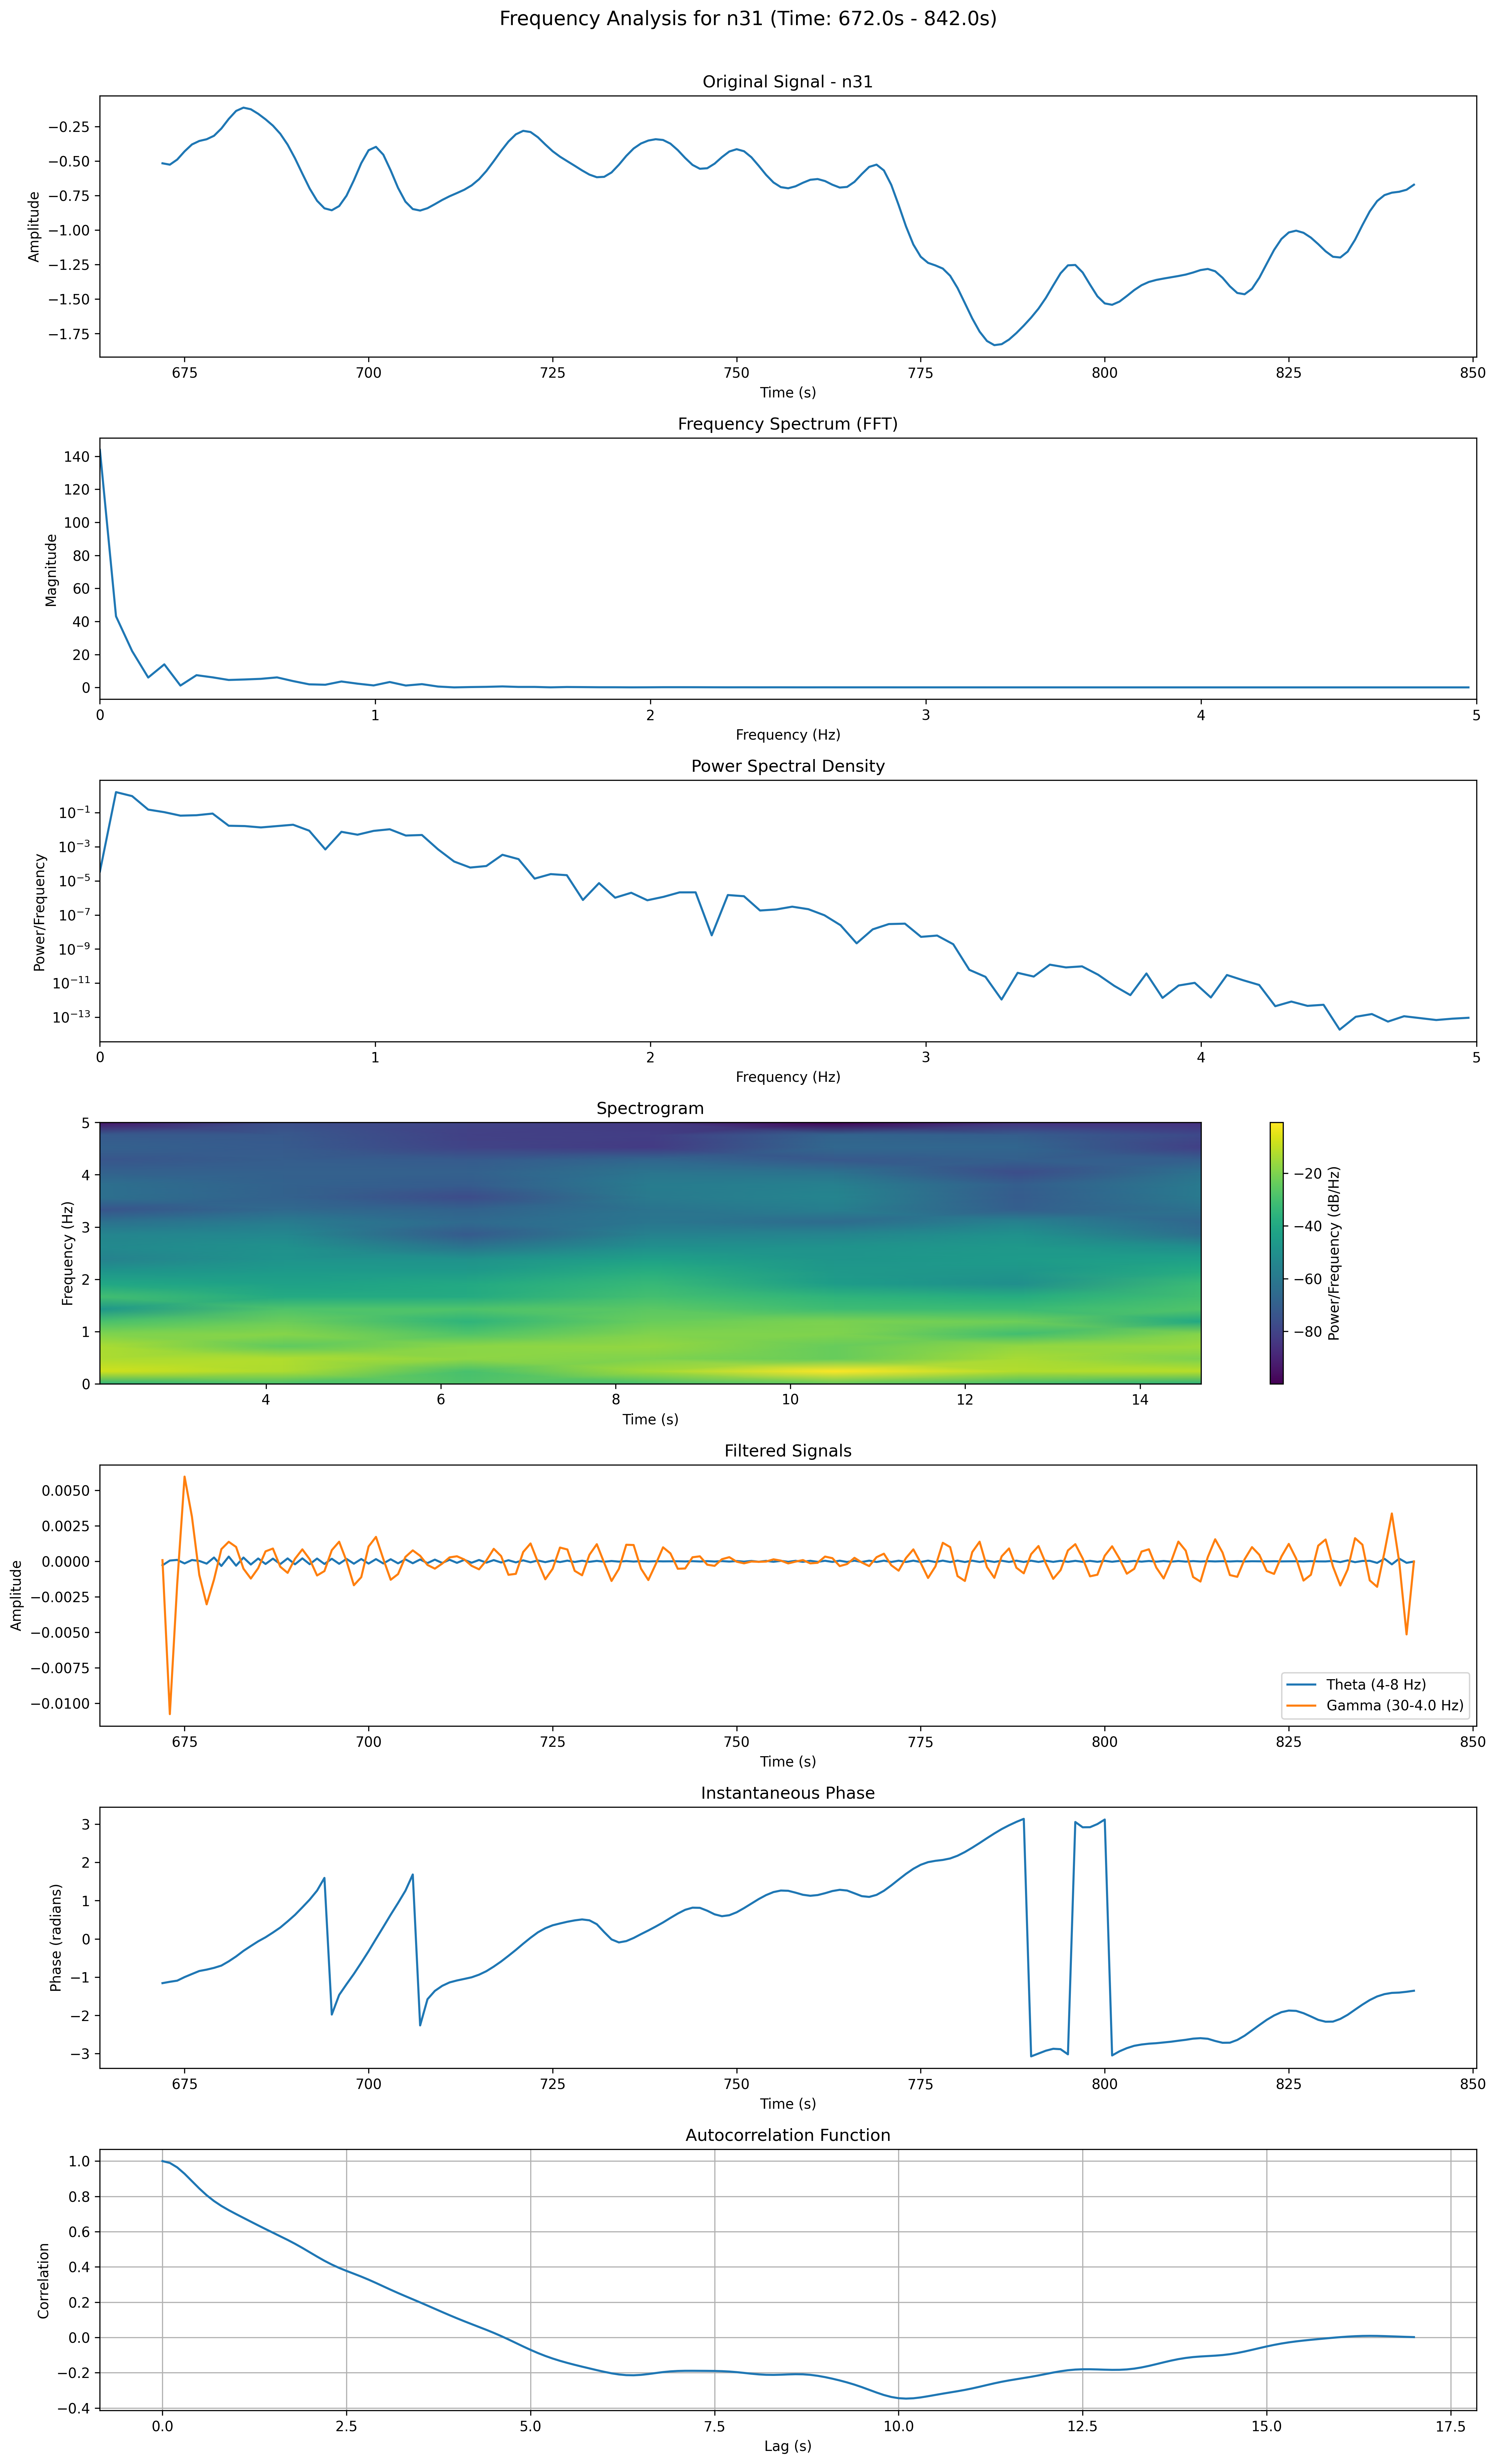 Frequency Analysis for n31 (Time: 672.0s - 842.0s)
Original Signal - n31
Amplitude
−0.25
−0.50
−0.75
−1.00
−1.25
−1.50
−1.75
675 700 725 750 775 800 825 850
Time (s)
Frequency Spectrum (FFT)
Magnitude
140
120
100
80
60
40
20
0
0 1 2 3 4 5
Frequency (Hz)
Power Spectral Density
Power/Frequency
10⁻¹
10⁻³
10⁻⁵
10⁻⁷
10⁻⁹
10⁻¹¹
10⁻¹³
0 1 2 3 4 5
Frequency (Hz)
Spectrogram
Frequency (Hz)
5
4
3
2
1
0
4 6 8 10 12 14
Time (s)
−20
−40
−60
−80
Power/Frequency (dB/Hz)
Filtered Signals
Amplitude
0.0050
0.0025
0.0000
−0.0025
−0.0050
−0.0075
−0.0100
Theta (4-8 Hz)
Gamma (30-4.0 Hz)
675 700 725 750 775 800 825 850
Time (s)
Instantaneous Phase
Phase (radians)
3
2
1
0
−1
−2
−3
675 700 725 750 775 800 825 850
Time (s)
Autocorrelation Function
Correlation
1.0
0.8
0.6
0.4
0.2
0.0
−0.2
−0.4
0.0 2.5 5.0 7.5 10.0 12.5 15.0 17.5
Lag (s)